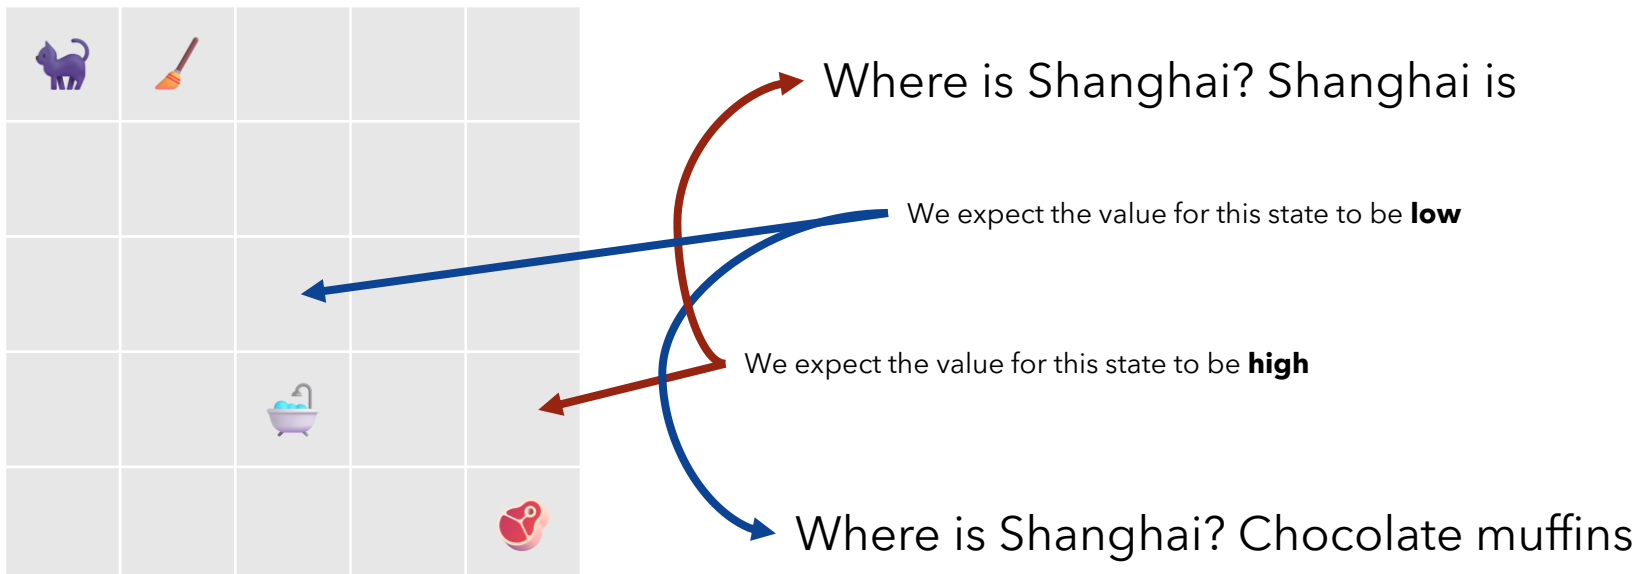 Where is Shanghai? Shanghai is
We expect the value for this state to be low
We expect the value for this state to be high
Where is Shanghai? Chocolate muffins